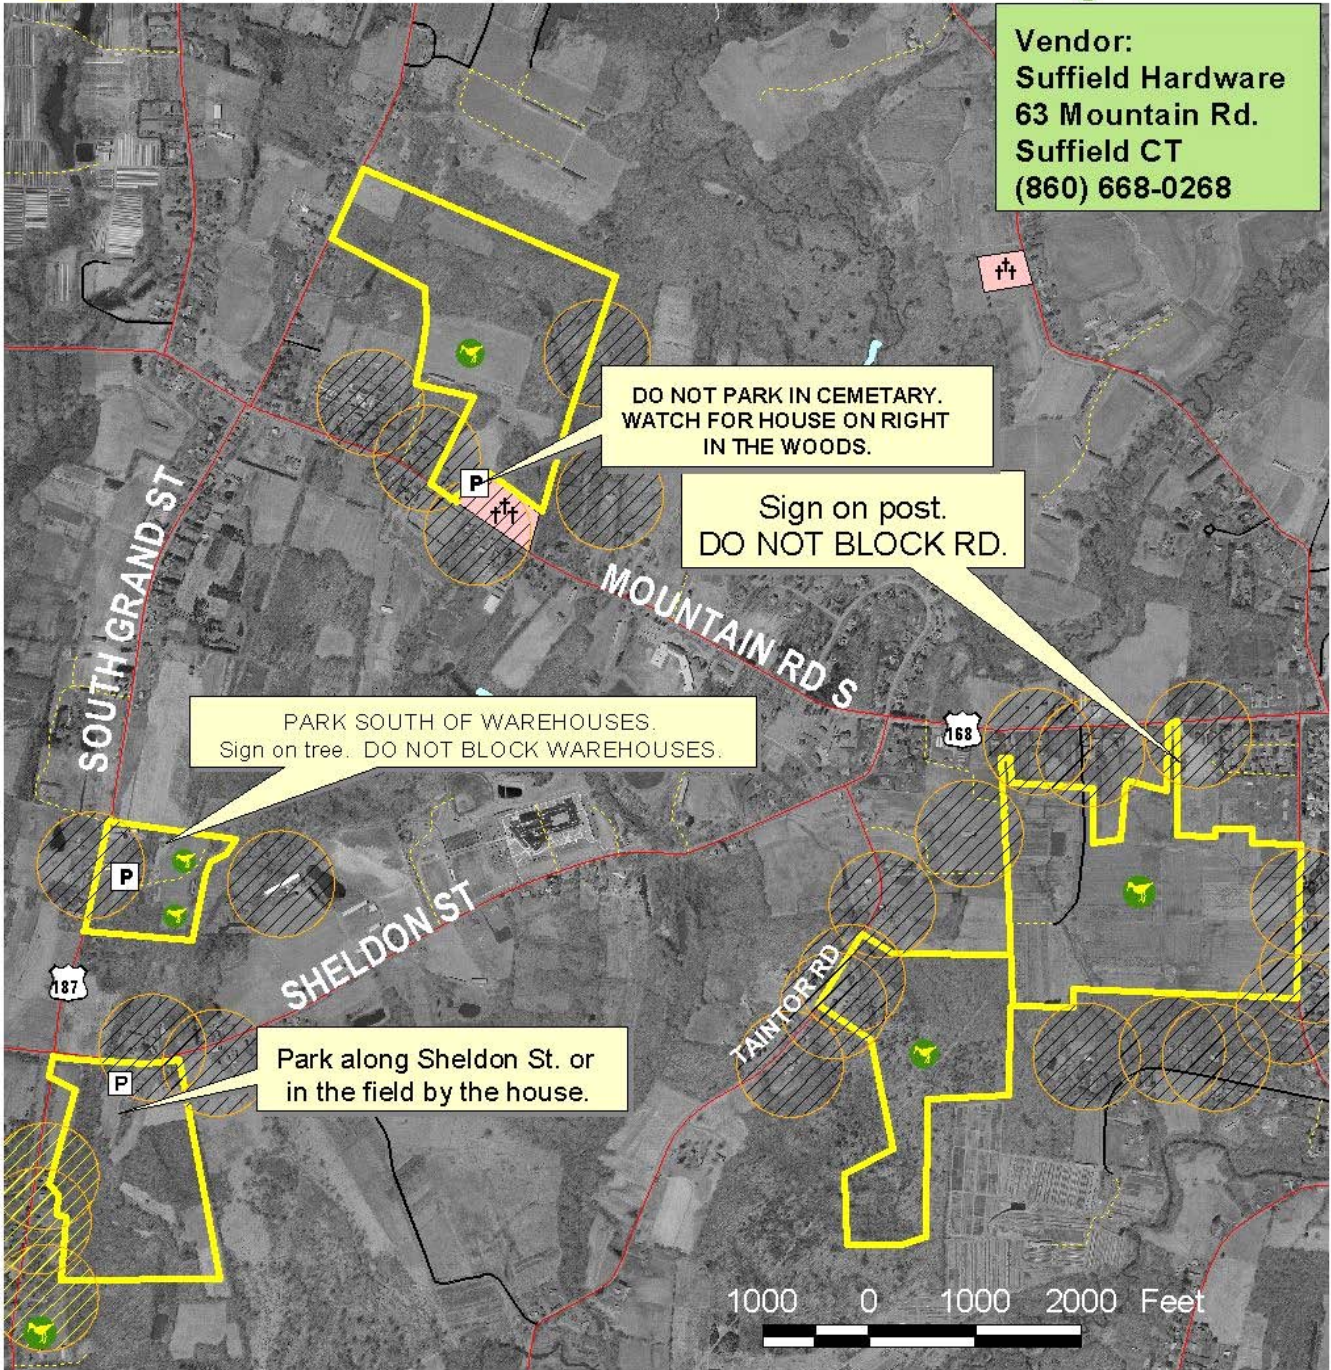 Vendor:
Suffield Hardware
63 Mountain Rd.
Suffield CT
(860) 668-0268
DO NOT PARK IN CEMETARY.
WATCH FOR HOUSE ON RIGHT
IN THE WOODS.
P
Sign on post.
DO NOT BLOCK RD.
SOUTH GRAND ST
MOUNTAIN RD S
168
PARK SOUTH OF WAREHOUSES.
Sign on tree. DO NOT BLOCK WAREHOUSES.
P
SHELDON ST
187
TAINTOR RD
Park along Sheldon St. or
in the field by the house.
P
1000 0 1000 2000 Feet